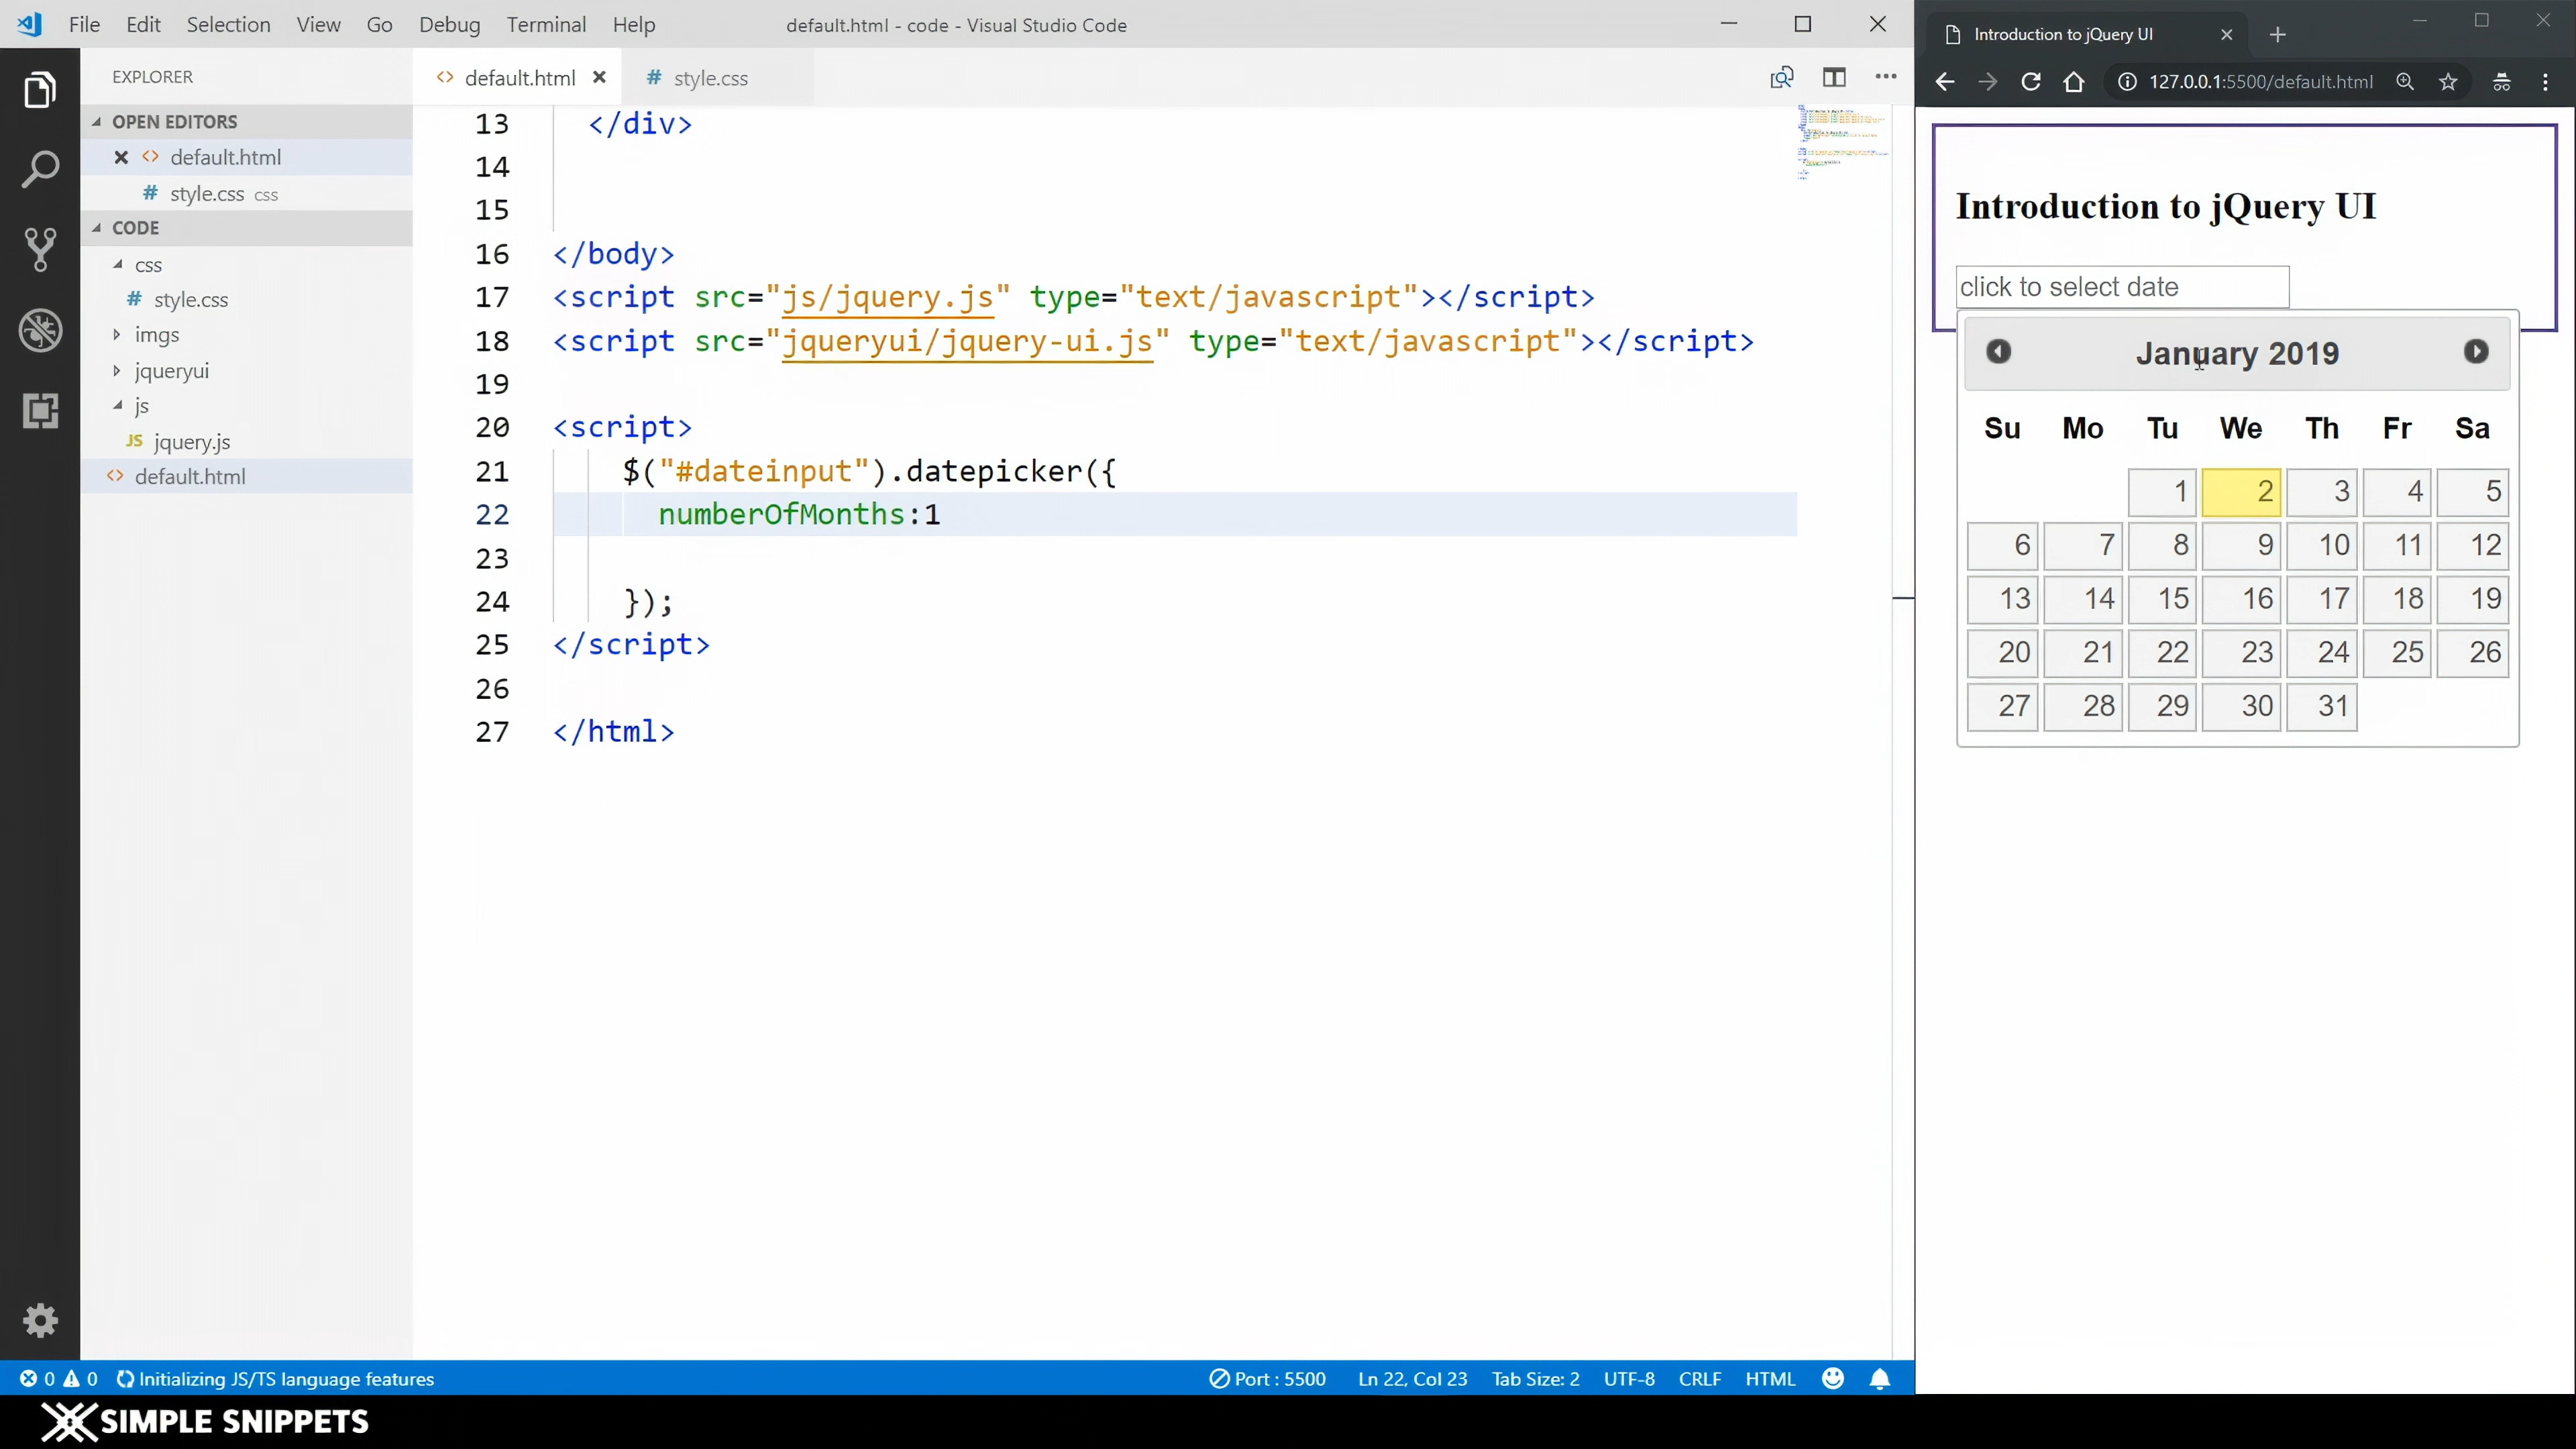 File Edit Selection View Go Debug Terminal Help
default.html - code - Visual Studio Code
EXPLORER
OPEN EDITORS
default.html
style.css css
CODE
css
style.css
imgs
jqueryui
js
JS jquery.js
default.html
default.html
style.css
13 </div>
14
15
16 </body>
17 <script src="js/jquery.js" type="text/javascript"></script>
18 <script src="jqueryui/jquery-ui.js" type="text/javascript"></script>
19
20 <script>
21 $("#dateinput").datepicker({
22 numberOfMonths:1
23
24 });
25 </script>
26
27 </html>
0 0 Initializing JS/TS language features
Port : 5500 Ln 22, Col 23 Tab Size: 2 UTF-8 CRLF HTML
SIMPLE SNIPPETS
Introduction to jQuery UI
127.0.0.1:5500/default.html
Introduction to jQuery UI
click to select date
January 2019
Su Mo Tu We Th Fr Sa
1 2 3 4 5
6 7 8 9 10 11 12
13 14 15 16 17 18 19
20 21 22 23 24 25 26
27 28 29 30 31